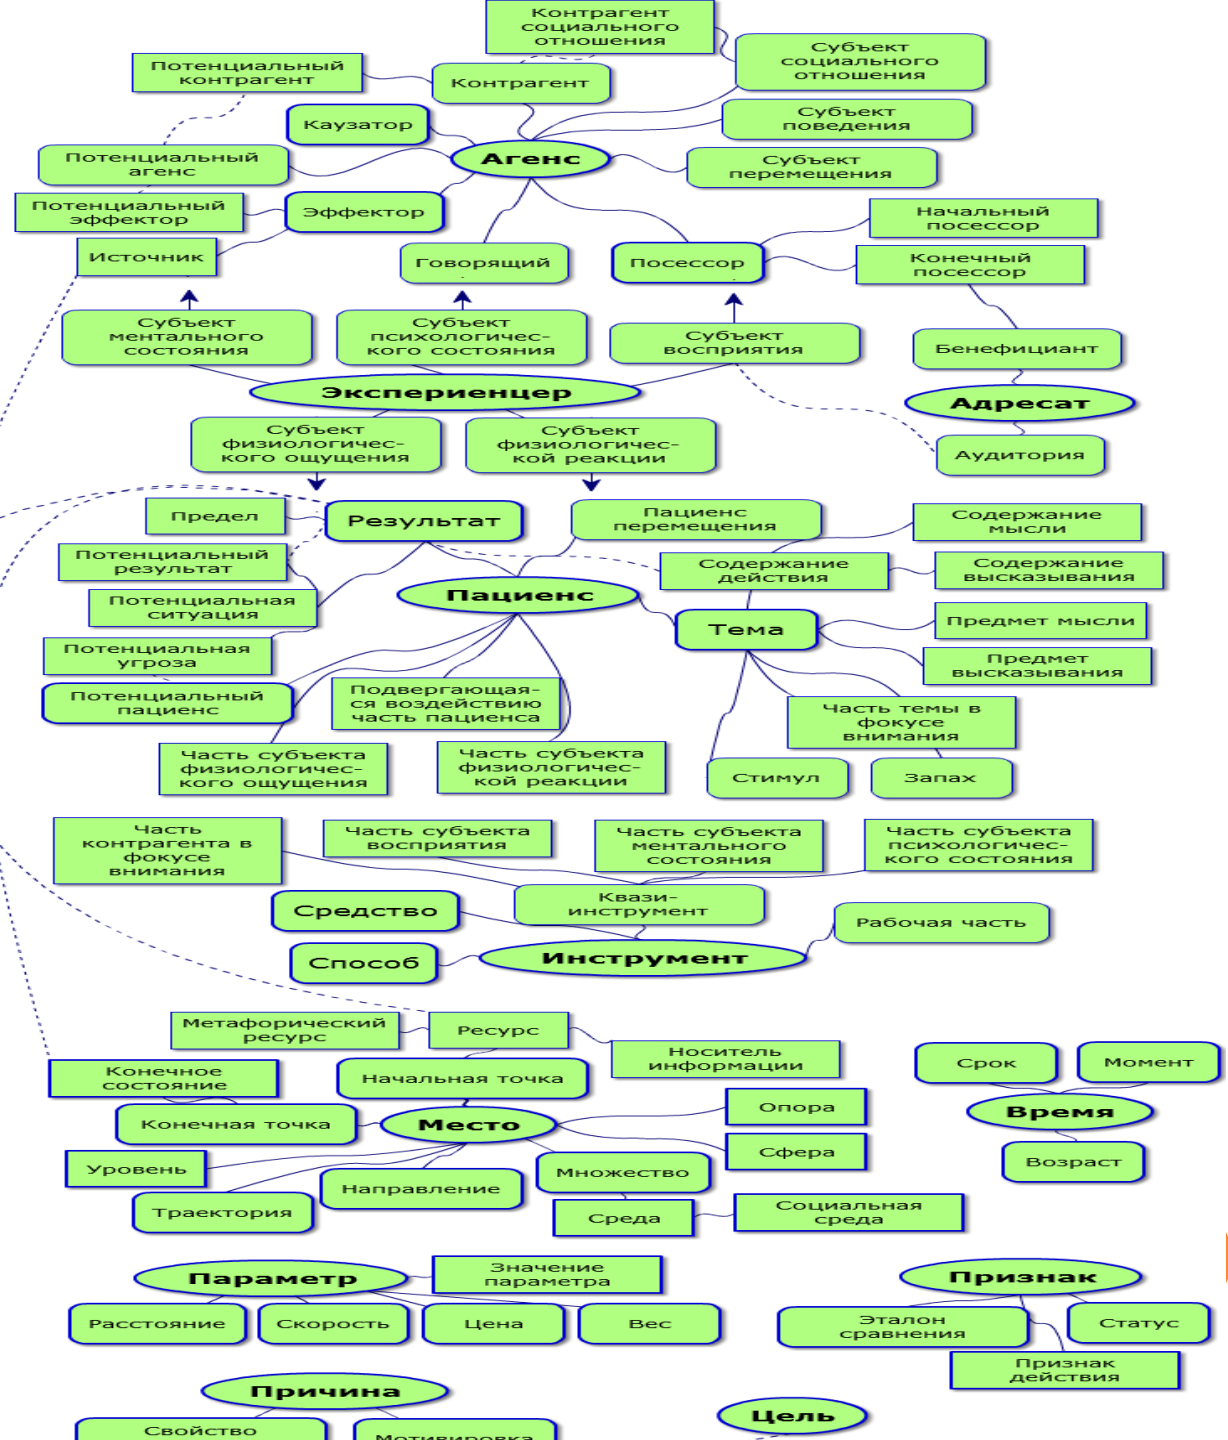 Контрагент
социального
отношения
Субъект
социального
отношения
Потенциальный
контрагент
Контрагент
Каузатор
Субъект
поведения
Агенс
Потенциальный
агенс
Субъект
перемещения
Потенциальный
эффектор
Эффектор
Начальный
посессор
Источник
Говорящий
Посессор
Конечный
посессор
Субъект
ментального
состояния
Субъект
психологичес-
кого состояния
Субъект
восприятия
Бенефициант
Экспериенцер
Адресат
Субъект
физиологичес-
кого ощущения
Субъект
физиологичес-
кой реакции
Аудитория
Предел
Результат
Пациенс
перемещения
Содержание
мысли
Потенциальный
результат
Содержание
действия
Содержание
высказывания
Потенциальная
ситуация
Пациенс
Тема
Предмет мысли
Потенциальная
угроза
Предмет
высказывания
Потенциальный
пациенс
Подвергающая-
ся воздействию
часть пациенса
Часть темы в
фокусе
внимания
Часть субъекта
физиологичес-
кого ощущения
Часть субъекта
физиологичес-
кой реакции
Стимул
Запах
Часть
контрагента в
фокусе
внимания
Часть субъекта
восприятия
Часть субъекта
ментального
состояния
Часть субъекта
психологичес-
кого состояния
Средство
Квази-
инструмент
Рабочая часть
Способ
Инструмент
Метафорический
ресурс
Ресурс
Носитель
информации
Срок
Момент
Конечное
состояние
Начальная точка
Опора
Время
Конечная точка
Место
Сфера
Возраст
Уровень
Направление
Множество
Траектория
Среда
Социальная
среда
Параметр
Значение
параметра
Признак
Расстояние
Скорость
Цена
Вес
Эталон
сравнения
Статус
Признак
действия
Причина
Цель
Свойство
Мотивировка